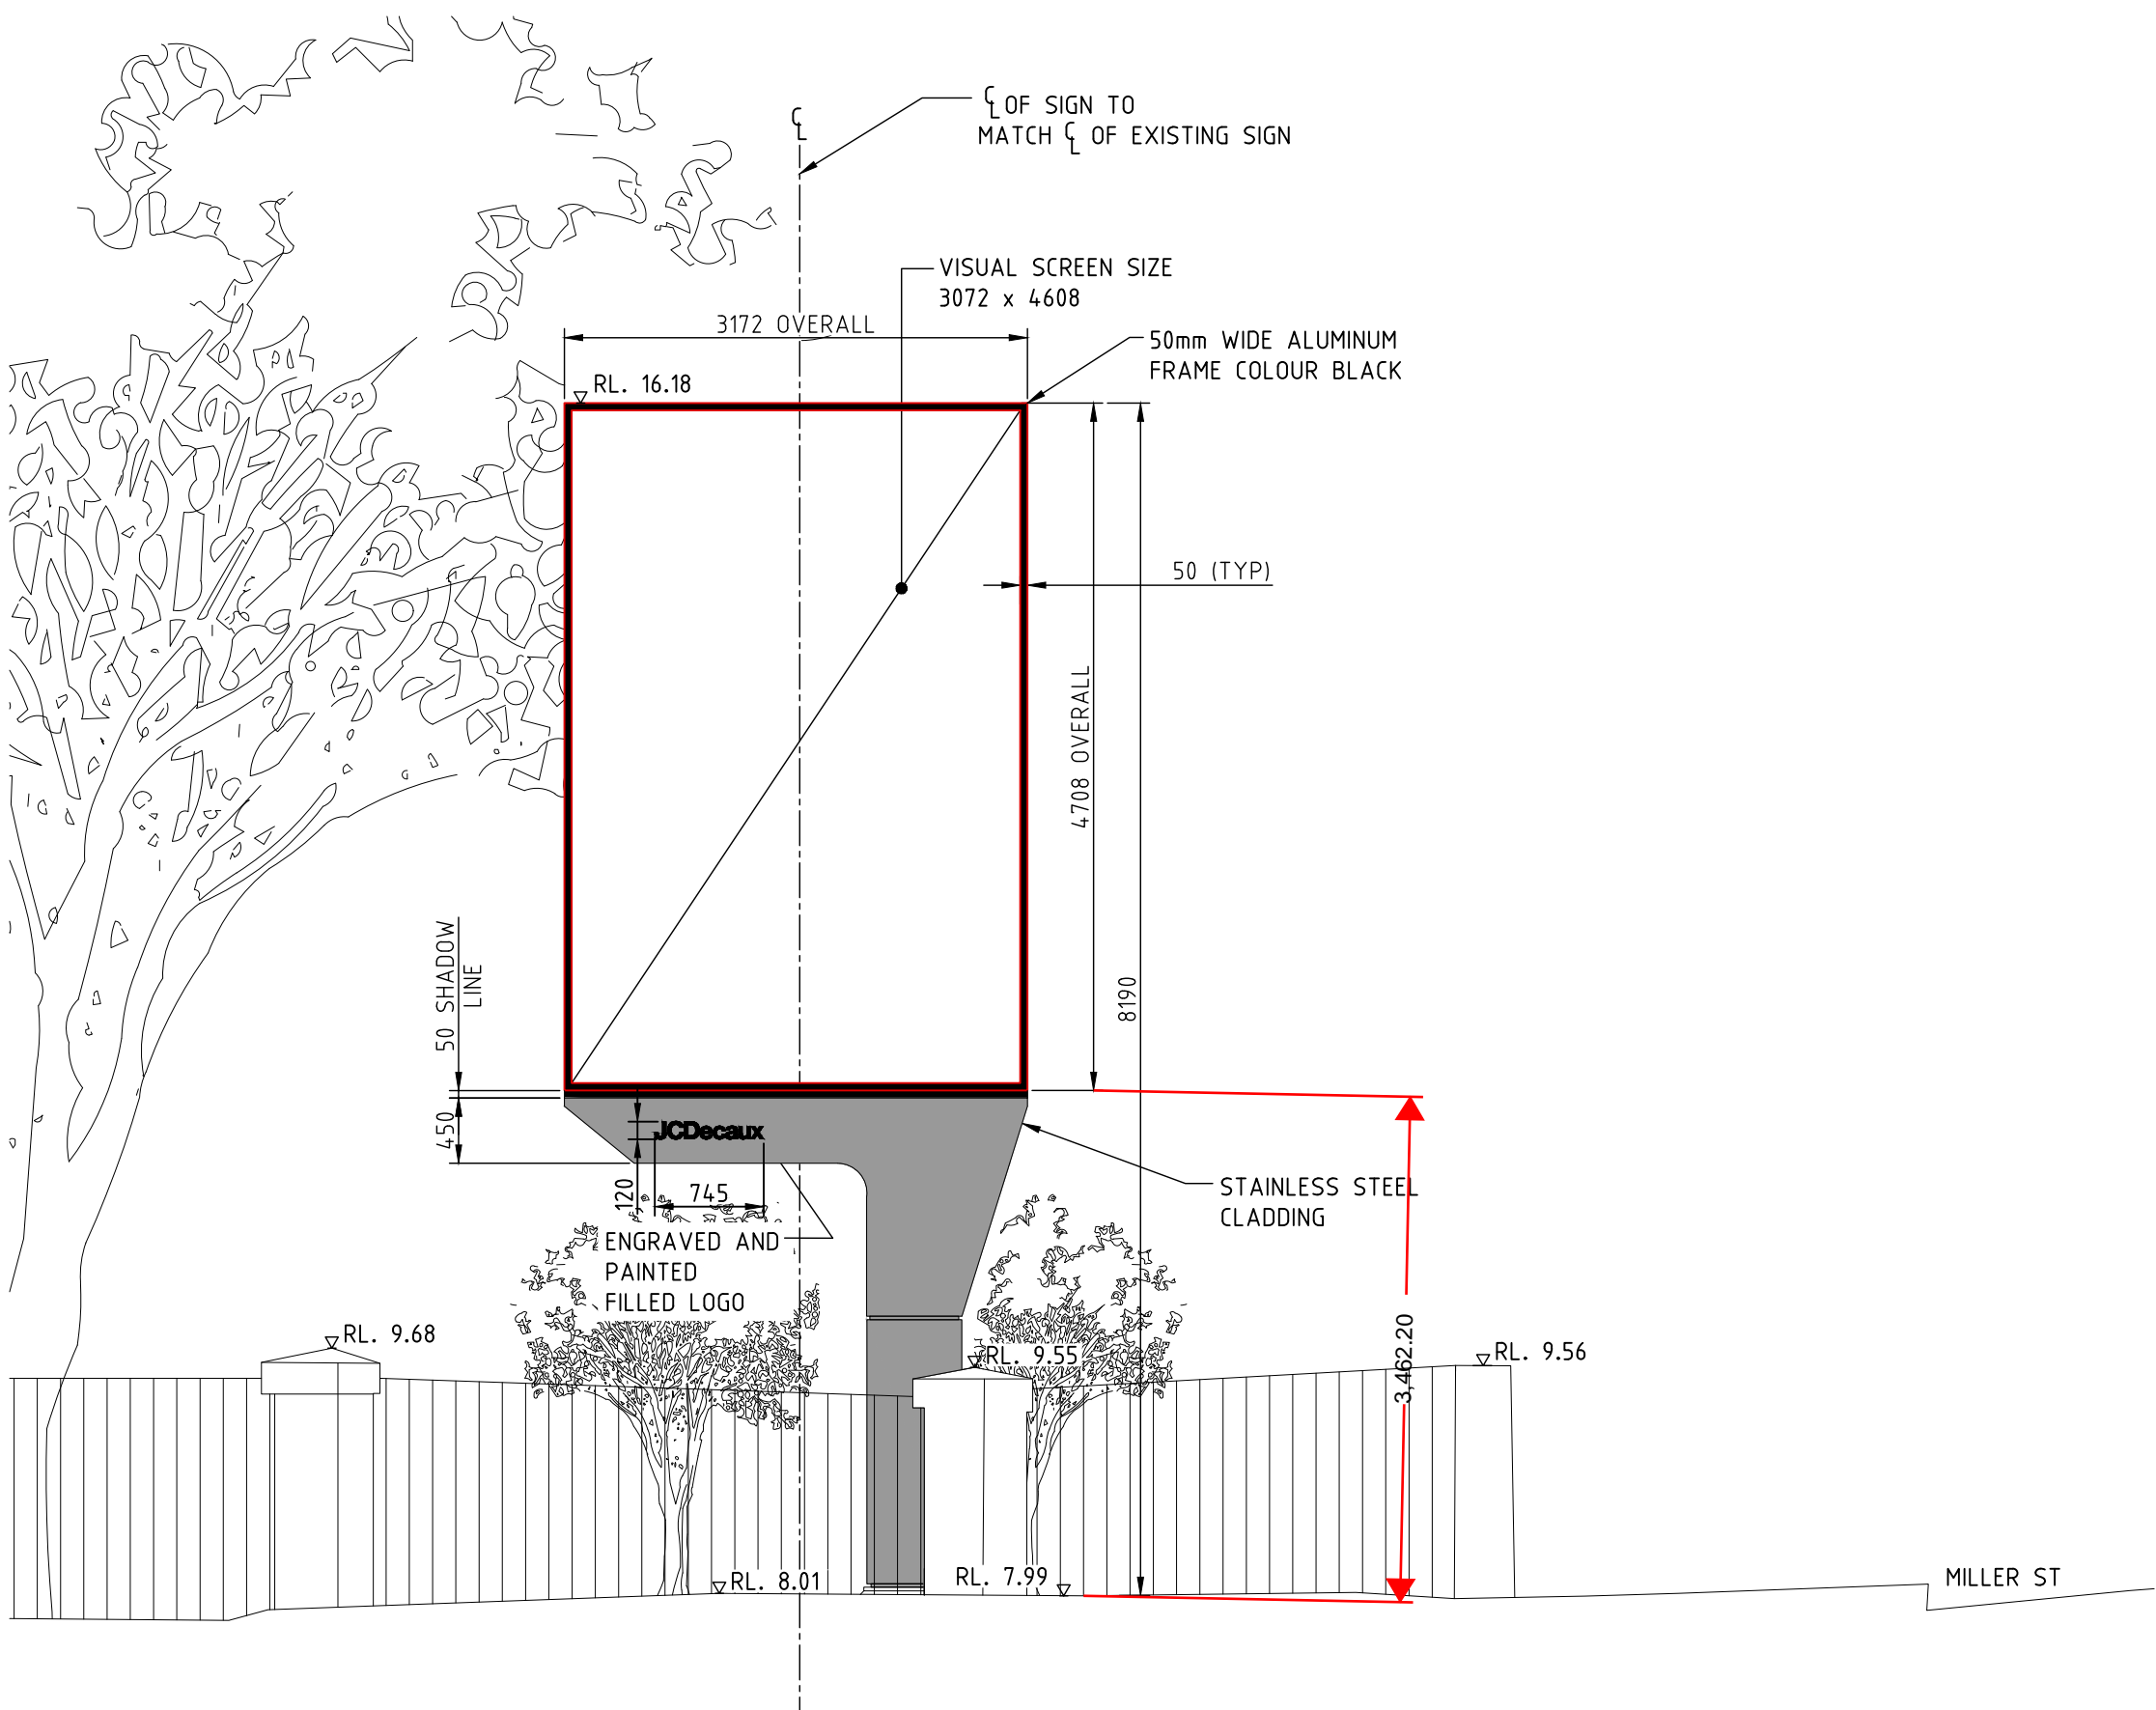 ℄
℄ OF SIGN TO
MATCH ℄ OF EXISTING SIGN
VISUAL SCREEN SIZE
3072 x 4608
3172 OVERALL
50mm WIDE ALUMINUM
FRAME COLOUR BLACK
RL. 16.18
50 (TYP)
4708 OVERALL
8190
50 SHADOW
LINE
450
JCDecaux
120
745
STAINLESS STEEL
CLADDING
ENGRAVED AND
PAINTED
FILLED LOGO
3,462.20
RL. 9.68
RL. 9.55
RL. 9.56
RL. 8.01
RL. 7.99
MILLER ST